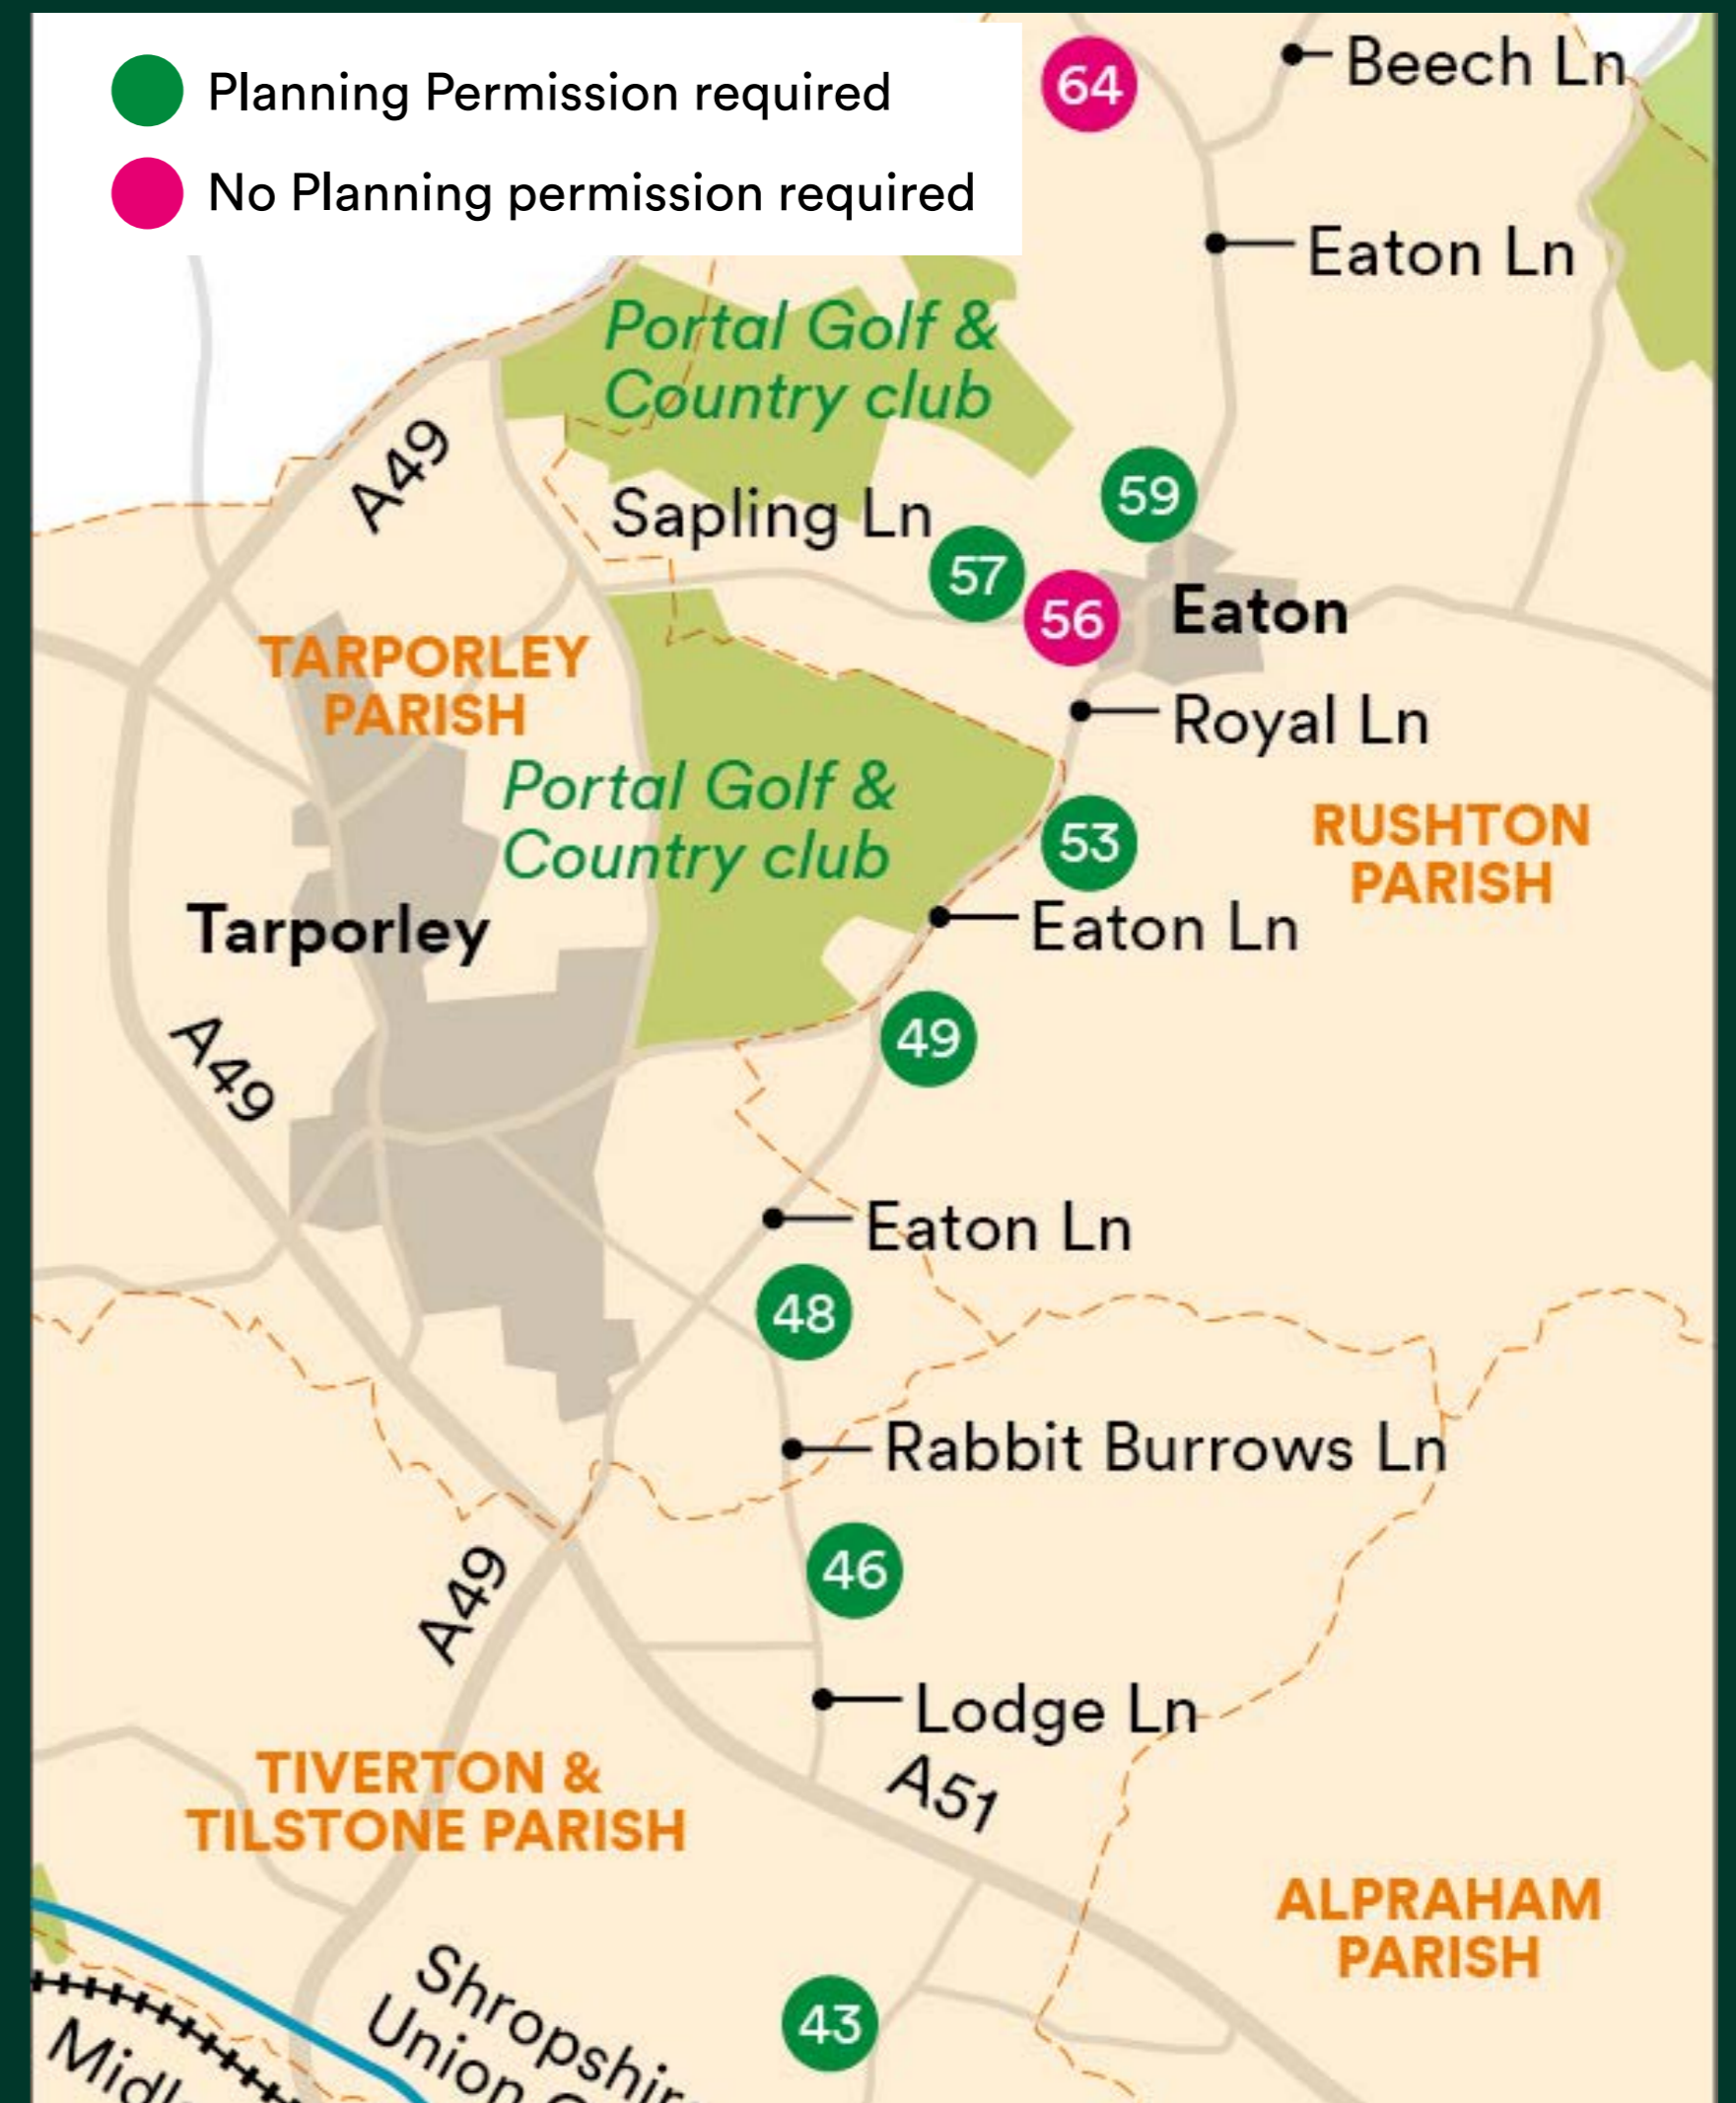 Planning Permission required
No Planning permission required
64
Beech Ln
Eaton Ln
Portal Golf &
Country club
A49
59
Sapling Ln
57
56
Eaton
TARPORLEY
PARISH
Royal Ln
Portal Golf &
Country club
53
RUSHTON
PARISH
Tarporley
Eaton Ln
A49
49
Eaton Ln
48
Rabbit Burrows Ln
46
A49
Lodge Ln
A51
TIVERTON &
TILSTONE PARISH
ALPRAHAM
PARISH
43
Shropshir
Union
Midl